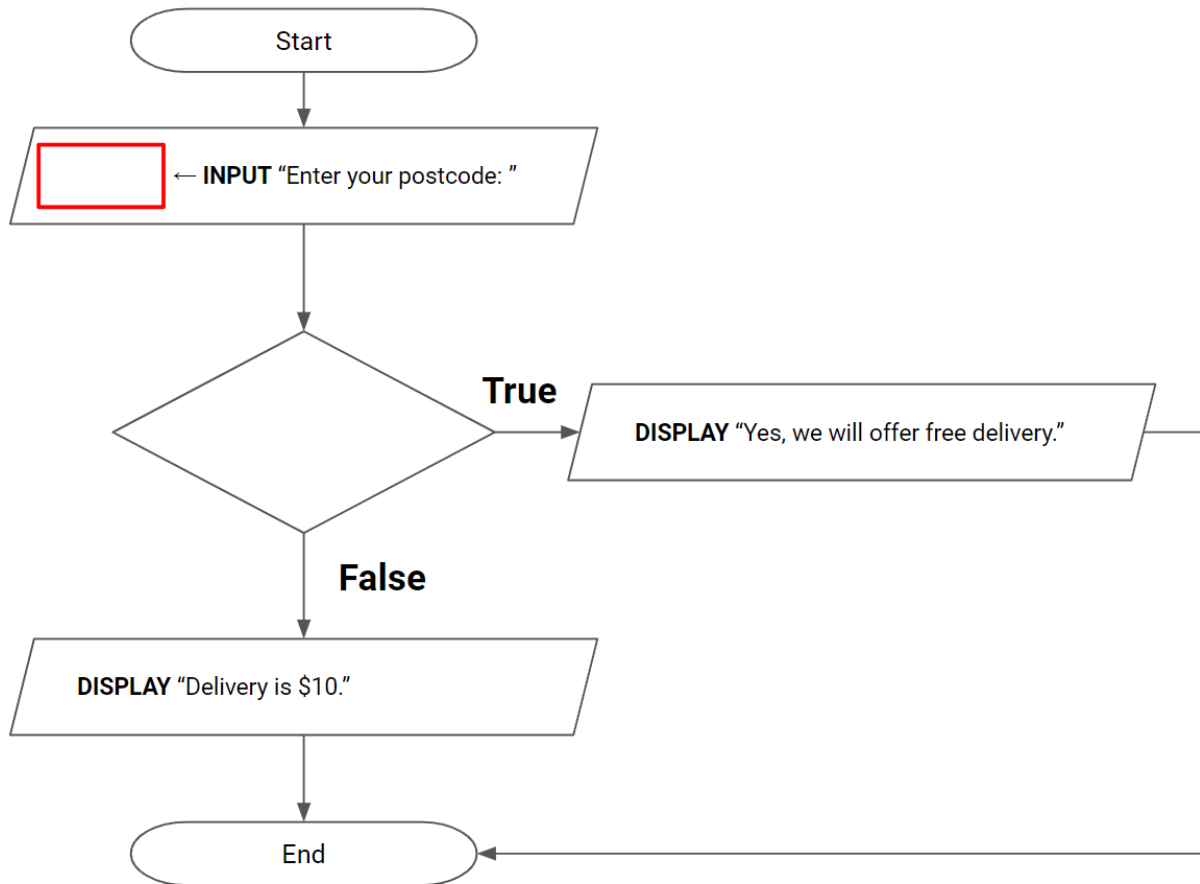 Start
← INPUT “Enter your postcode: ”
True
DISPLAY “Yes, we will offer free delivery.”
False
DISPLAY “Delivery is $10.”
End